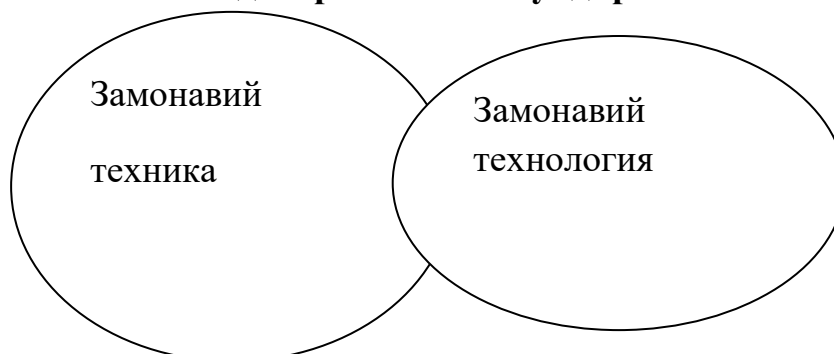 Замонавий
техника
Замонавий
технология